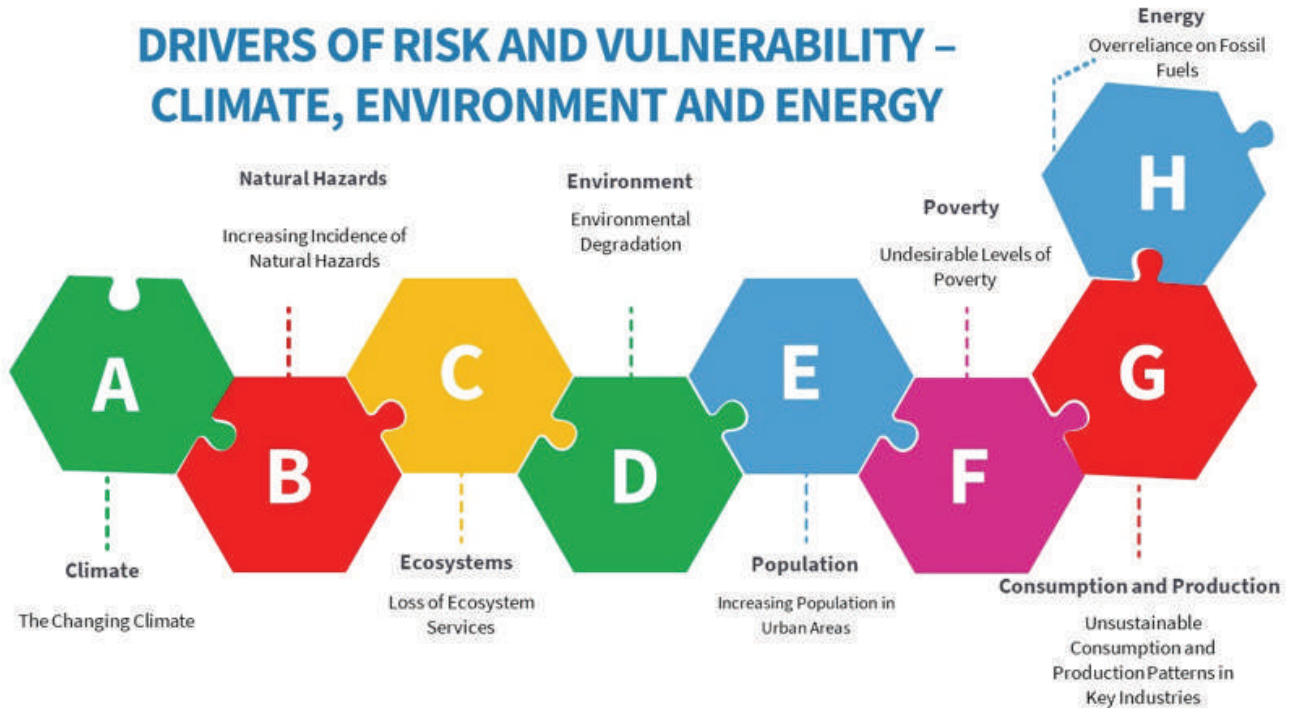 DRIVERS OF RISK AND VULNERABILITY –
CLIMATE, ENVIRONMENT AND ENERGY
A
Climate
The Changing Climate
Natural Hazards
Increasing Incidence of
Natural Hazards
B
C
Ecosystems
Loss of Ecosystem
Services
Environment
Environmental
Degradation
D
E
Population
Increasing Population in
Urban Areas
Poverty
Undesirable Levels of
Poverty
F
G
Consumption and Production
Unsustainable
Consumption and
Production Patterns in
Key Industries
Energy
Overreliance on Fossil
Fuels
H